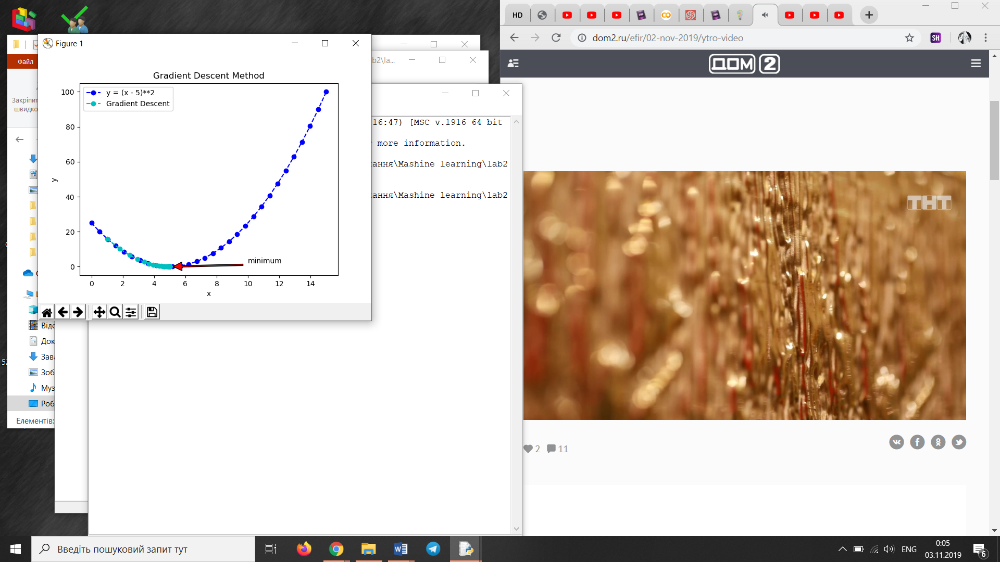 Figure 1
Файл
Закріпит
швидко
Gradient Descent Method
y = (x - 5)**2
Gradient Descent
100
80
60
40
20
0
y
minimum
0 2 4 6 8 10 12 14
x
b2\la...
16:47) [MSC v.1916 64 bit
more information.
ання\Mashine learning\lab2
ання\Mashine learning\lab2
Віде
Док
Зава
Зоб
Муз
Роб
Елементів:
HD
SH
dom2.ru/efir/02-nov-2019/ytro-video
ДОМ 2
ТНТ
2 11
Введіть пошуковий запит тут
ENG
0:05
03.11.2019
6